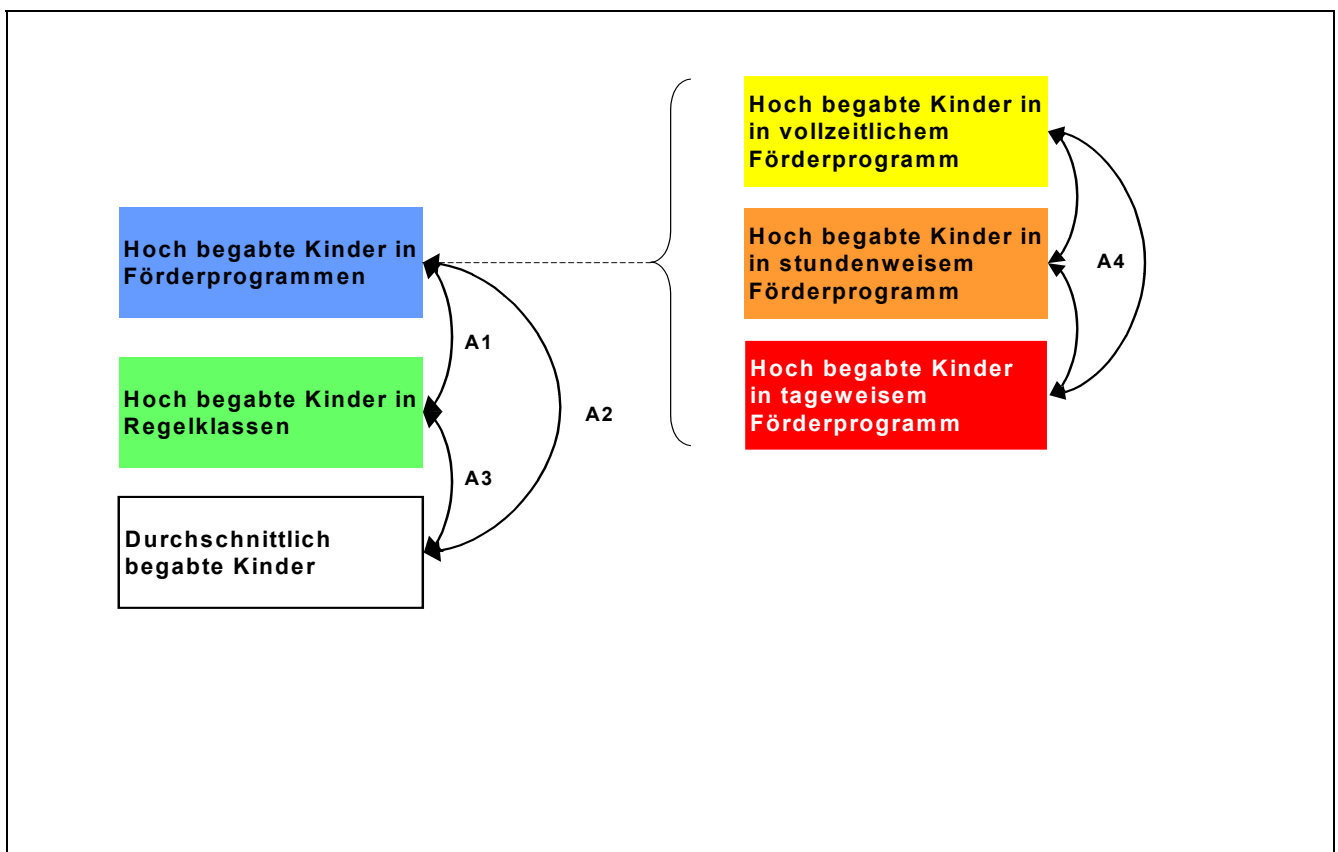 Hoch begabte Kinder in
Förderprogrammen
A1
Hoch begabte Kinder in
Regelklassen
A2
A3
Durchschnittlich
begabte Kinder
Hoch begabte Kinder in
in vollzeitlichem
Förderprogramm
Hoch begabte Kinder in
in stundenweisem
Förderprogramm
A4
Hoch begabte Kinder
in tageweisem
Förderprogramm